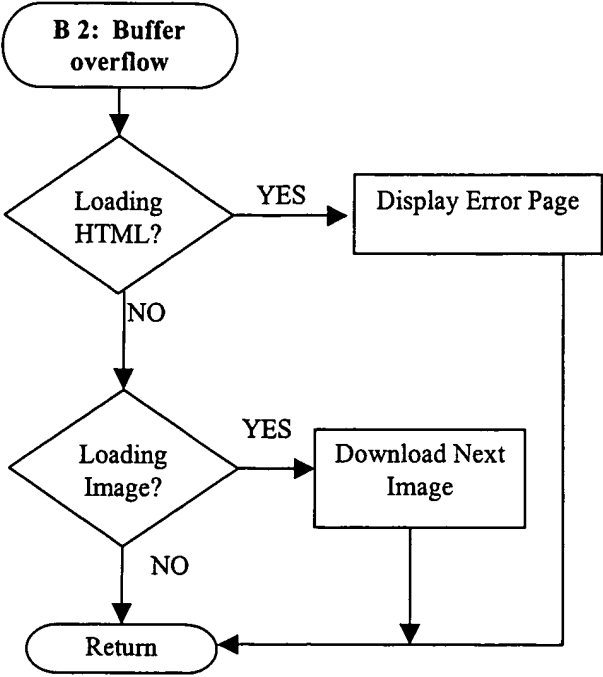 B 2: Buffer
overflow
Loading
HTML?
YES
Display Error Page
NO
Loading
Image?
YES
Download Next
Image
NO
Return